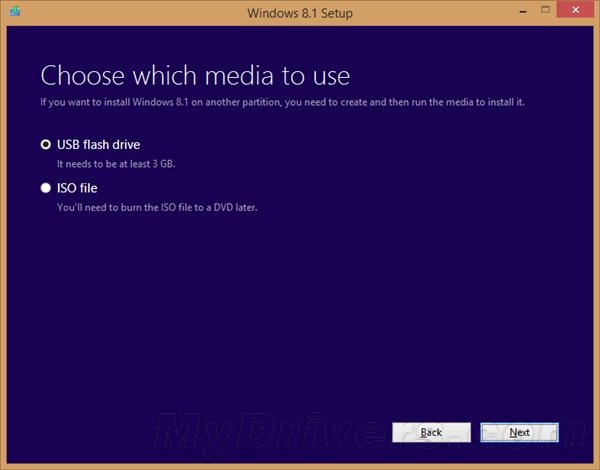 Windows 8.1 Setup
Choose which media to use
If you want to install Windows 8.1 on another partition, you need to create and then run the media to install it.
USB flash drive
It needs to be at least 3 GB.
ISO file
You'll need to burn the ISO file to a DVD later.
Back Next
MyDrivers.com